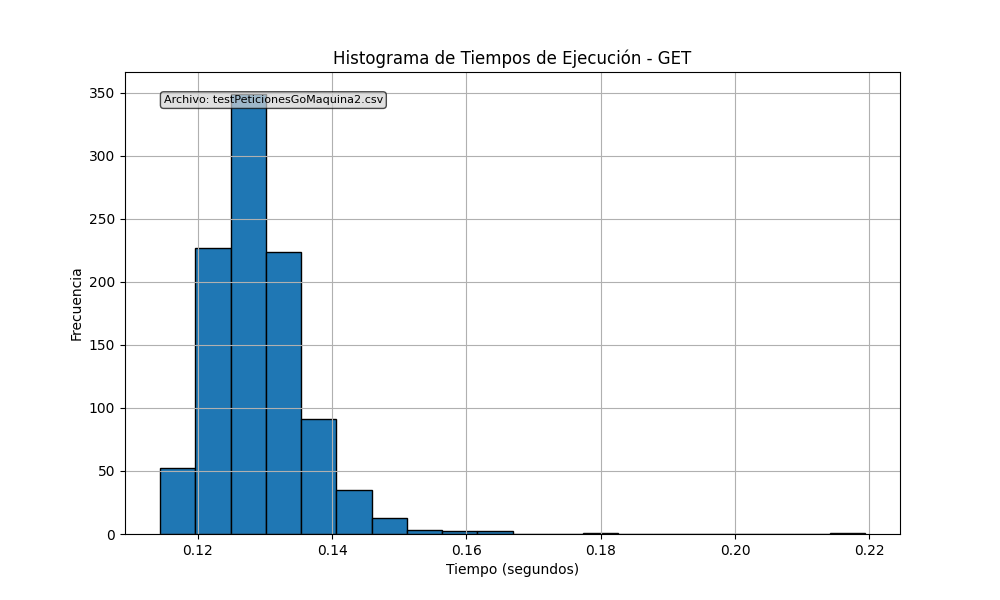 Histograma de Tiempos de Ejecución - GET
Archivo: testPeticionesGoMaquina2.csv
350
300
250
200
150
100
50
0
Frecuencia
0.12 0.14 0.16 0.18 0.20 0.22
Tiempo (segundos)